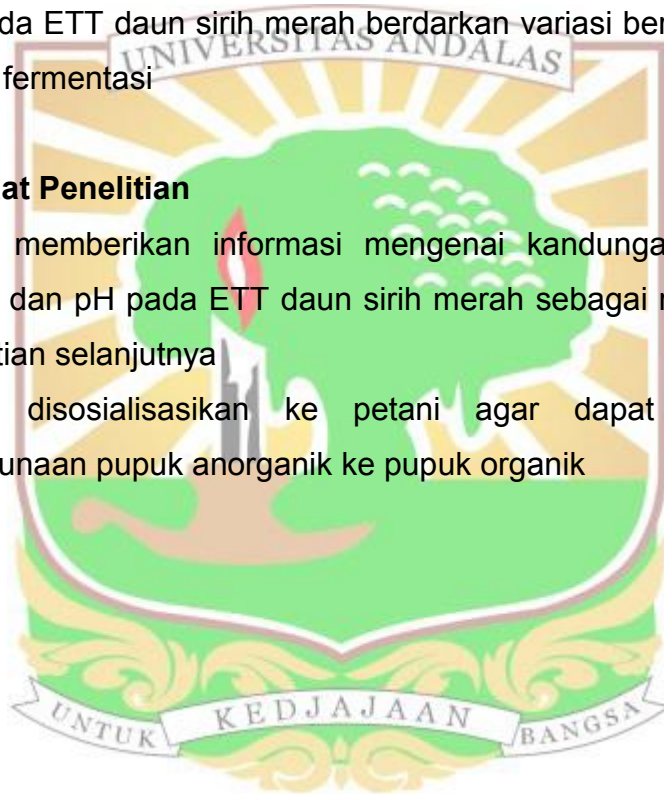 da ETT daun sirih merah berdarkan variasi ber
UNIVERSITAS ANDALAS
fermentasi
at Penelitian
memberikan informasi mengenai kandunga
dan pH pada ETT daun sirih merah sebagai r
tian selanjutnya
disosialisasikan ke petani agar dapat
unaan pupuk anorganik ke pupuk organik
UNTUK KEDJAJAAN BANGSA